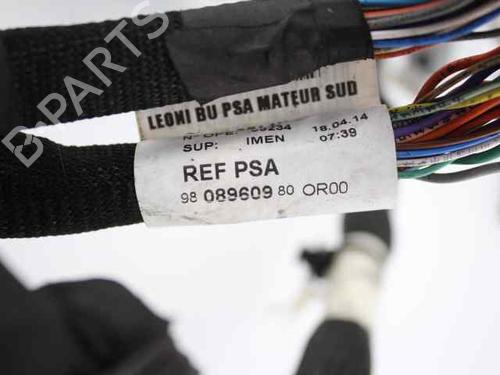 B-PARTS
LEONI BU PSA MATEUR SUD
18.04.14
SUP: IMEN 07:39
REF PSA
98 089609 80 OR00